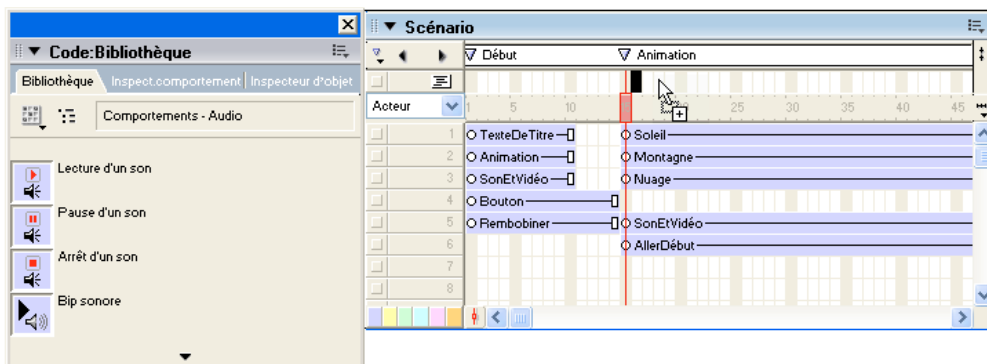 Code:Bibliothèque
Bibliothèque Inspect.comportement Inspecteur d'objet
Comportements - Audio
Lecture d'un son
Pause d'un son
Arrêt d'un son
Bip sonore
Scénario
Début Animation
Acteur 1 5 10 25 30 35 40 45
1 TexteDeTitre Soleil
2 Animation Montagne
3 SonEtVidéo Nuage
4 Bouton
5 Rembobiner SonEtVidéo
6 AllerDébut
7
8